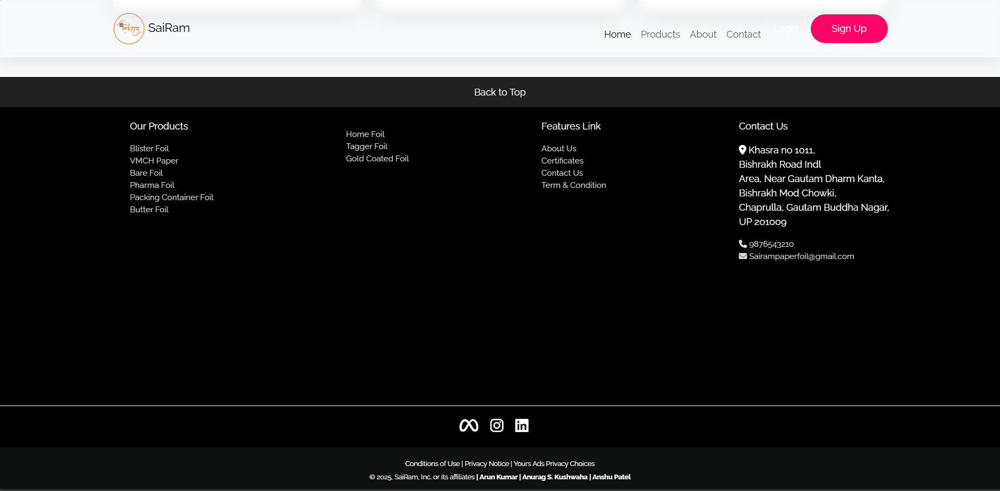 SaiRam
Home
Products
About
Contact
Login
Sign Up
Back to Top
Our Products
Blister Foil
VMCH Paper
Bare Foil
Pharma Foil
Packing Container Foil
Butter Foil
Home Foil
Tagger Foil
Gold Coated Foil
Features Link
About Us
Certificates
Contact Us
Term & Condition
Contact Us
Khasra no 1011,
Bishrakh Road Indl
Area, Near Gautam Dharm Kanta,
Bishrakh Mod Chowki,
Chaprulla, Gautam Buddha Nagar,
UP 201009
9876543210
Sairampaperfoil@gmail.com
Conditions of Use | Privacy Notice | Yours Ads Privacy Choices
© 2025, SaiRam, Inc. or its affiliates | Arun Kumar | Anurag S. Kushwaha | Anshu Patel